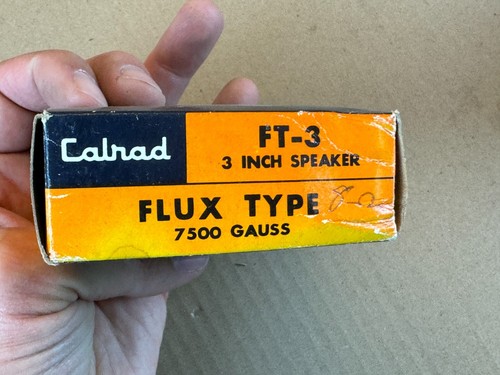 Calrad
FT-3
3 INCH SPEAKER
FLUX TYPE
7500 GAUSS